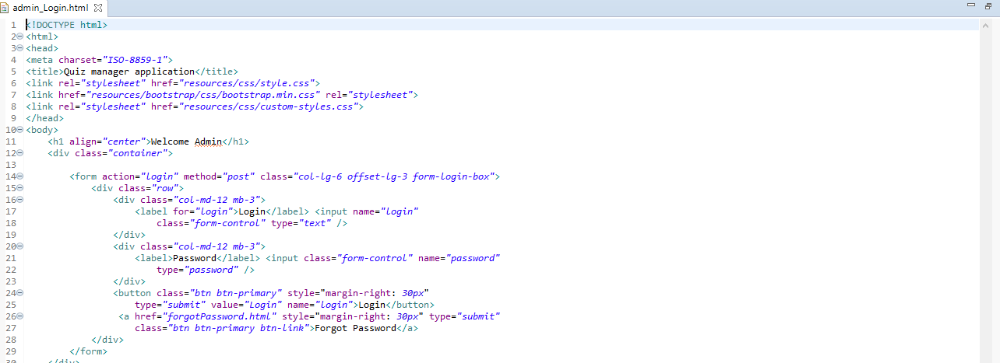 admin_Login.html
1 <!DOCTYPE html>
2 <html>
3 <head>
4 <meta charset="ISO-8859-1">
5 <title>Quiz manager application</title>
6 <link rel="stylesheet" href="resources/css/style.css">
7 <link href="resources/bootstrap/css/bootstrap.min.css" rel="stylesheet">
8 <link rel="stylesheet" href="resources/css/custom-styles.css">
9 </head>
10 <body>
11     <h1 align="center">Welcome Admin</h1>
12     <div class="container">
13
14         <form action="login" method="post" class="col-lg-6 offset-lg-3 form-login-box">
15             <div class="row">
16                 <div class="col-md-12 mb-3">
17                     <label for="login">Login</label> <input name="login"
18                         class="form-control" type="text" />
19                 </div>
20                 <div class="col-md-12 mb-3">
21                     <label>Password</label> <input class="form-control" name="password"
22                         type="password" />
23                 </div>
24                 <button class="btn btn-primary" style="margin-right: 30px"
25                     type="submit" value="Login" name="login">Login</button>
26                  <a href="forgotPassword.html" style="margin-right: 30px" type="submit"
27                     class="btn btn-primary btn-link">Forgot Password</a>
28             </div>
29         </form>
30     </div>